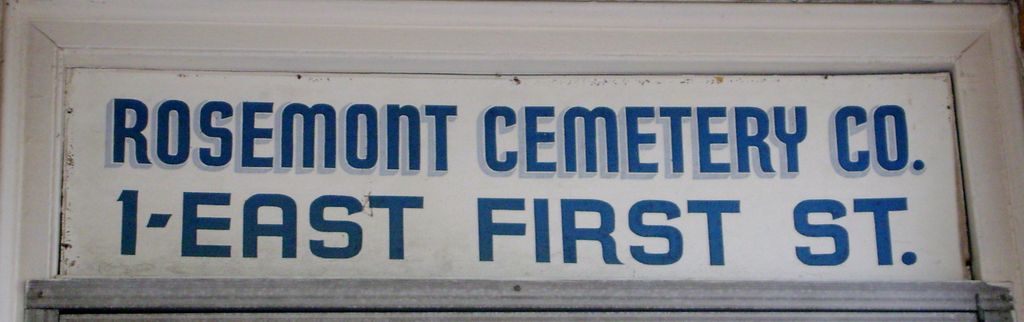 ROSEMONT CEMETERY CO.
1-EAST FIRST ST.